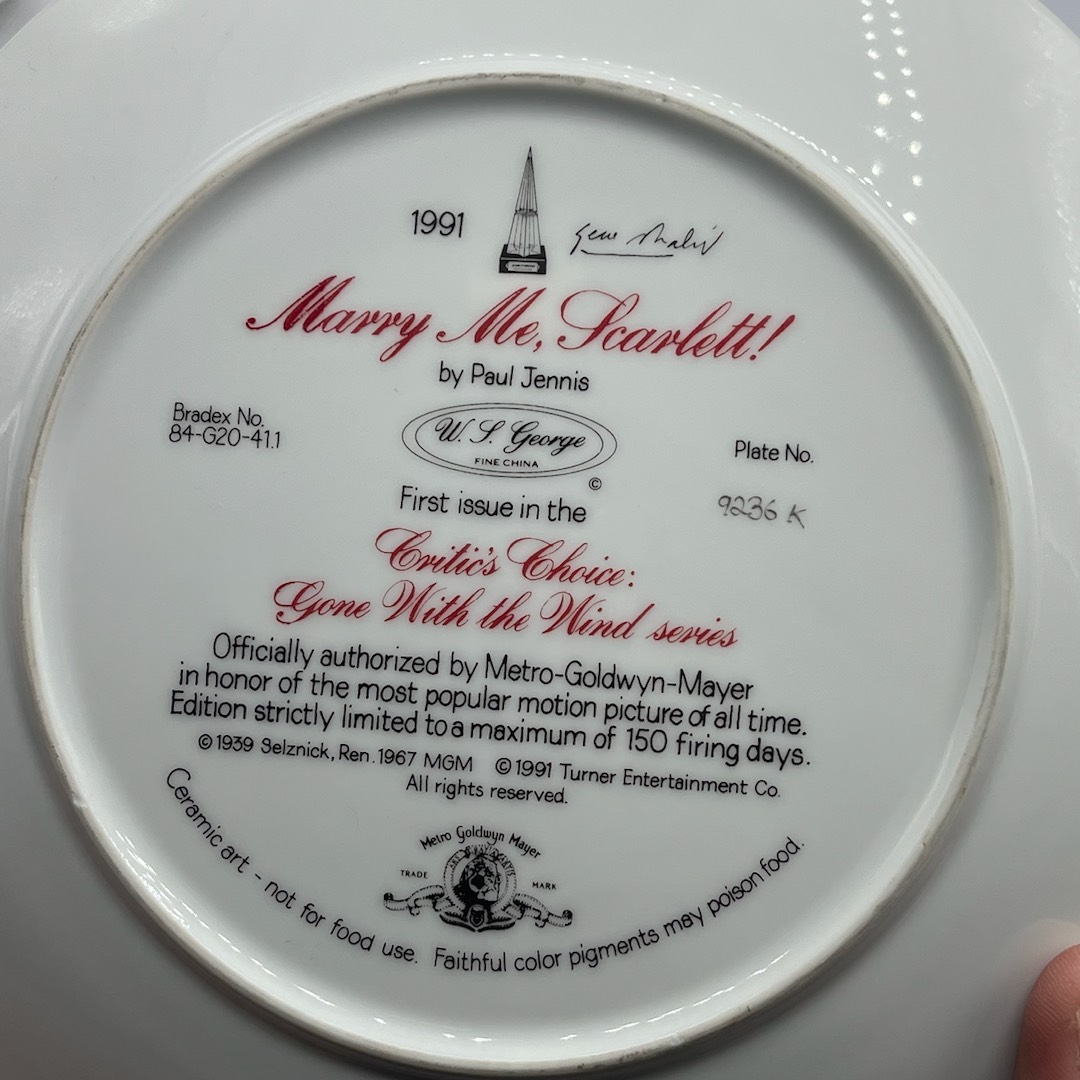 1991
Gene Shalit
Marry Me, Scarlett!
by Paul Jennis
Bradex No.
84-G20-41.1
W. S. George
FINE CHINA
©
Plate No.
9236 K
First issue in the
Critic's Choice:
Gone With the Wind series
Officially authorized by Metro-Goldwyn-Mayer
in honor of the most popular motion picture of all time.
Edition strictly limited to a maximum of 150 firing days.
© 1939 Selznick, Ren. 1967 MGM © 1991 Turner Entertainment Co.
All rights reserved.
Metro Goldwyn Mayer
TRADE MARK
Ceramic art - not for food use. Faithful color pigments may poison food.